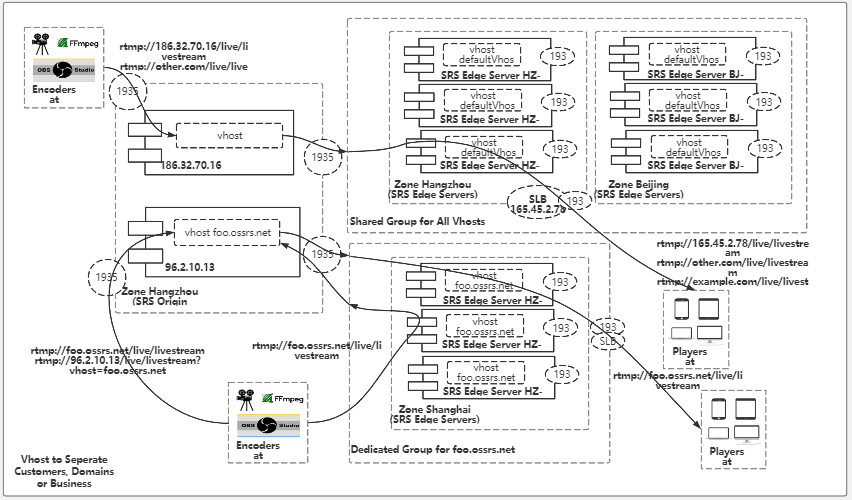 FFmpeg
OBS Studio
Encoders
at
rtmp://186.32.70.16/live/li
vestream
rtmp://other.com/live/live
1935
vhost
186.32.70.16
1935
vhost foo.ossrs.net
96.2.10.13
1935
1935
Zone Hangzhou
(SRS Origin
vhost
defaultVhos
193
SRS Edge Server HZ-
vhost
defaultVhos
193
SRS Edge Server HZ-
vhost
defaultVhos
193
SRS Edge Server HZ-
Zone Hangzhou
(SRS Edge Servers)
vhost
defaultVhos
193
SRS Edge Server BJ-
vhost
defaultVhos
193
SRS Edge Server BJ-
vhost
defaultVhos
193
SRS Edge Server BJ-
Zone Beijing
(SRS Edge Servers)
SLB
165.45.2.78
193
Shared Group for All Vhosts
rtmp://165.45.2.78/live/livestre
am
rtmp://other.com/live/livestrea
m
rtmp://example.com/live/livest
Players
at
vhost
foo.ossrs.net
193
SRS Edge Server HZ-
vhost
foo.ossrs.net
193
SRS Edge Server HZ-
vhost
foo.ossrs.net
193
SRS Edge Server HZ-
Zone Shanghai
(SRS Edge Servers)
193
SLB
Dedicated Group for foo.ossrs.net
rtmp://foo.ossrs.net/live/li
vestream
rtmp://foo.ossrs.net/live/li
vestream
Players
at
rtmp://foo.ossrs.net/live/livestream
rtmp://96.2.10.13/live/livestream?
vhost=foo.ossrs.net
FFmpeg
OBS Studio
Encoders
at
Vhost to Seperate
Customers, Domains
or Business